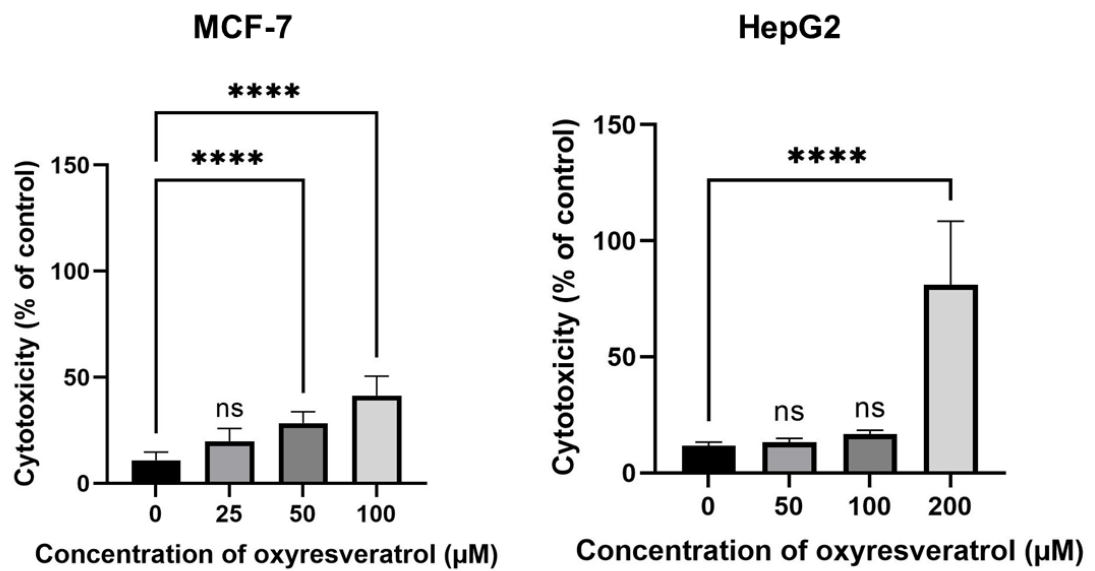 MCF-7
****
****
150
100
50
0
ns
0 25 50 100
Cytotoxicity (% of control)
Concentration of oxyresveratrol (µM)
HepG2
****
150
100
50
0
ns ns
0 50 100 200
Cytotoxicity (% of control)
Concentration of oxyresveratrol (µM)